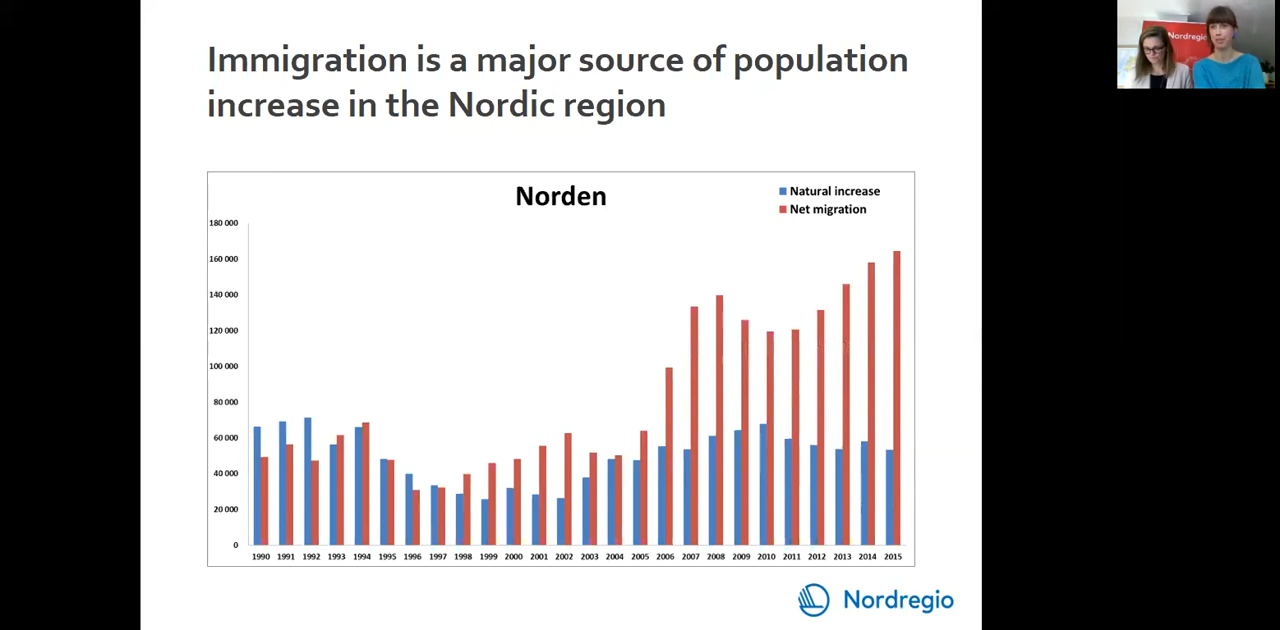 Immigration is a major source of population
increase in the Nordic region
Nordregio
Norden
Natural increase
Net migration
180 000
160 000
140 000
120 000
100 000
80 000
60 000
40 000
20 000
0
1990 1991 1992 1993 1994 1995 1996 1997 1998 1999 2000 2001 2002 2003 2004 2005 2006 2007 2008 2009 2010 2011 2012 2013 2014 2015
Nordregio